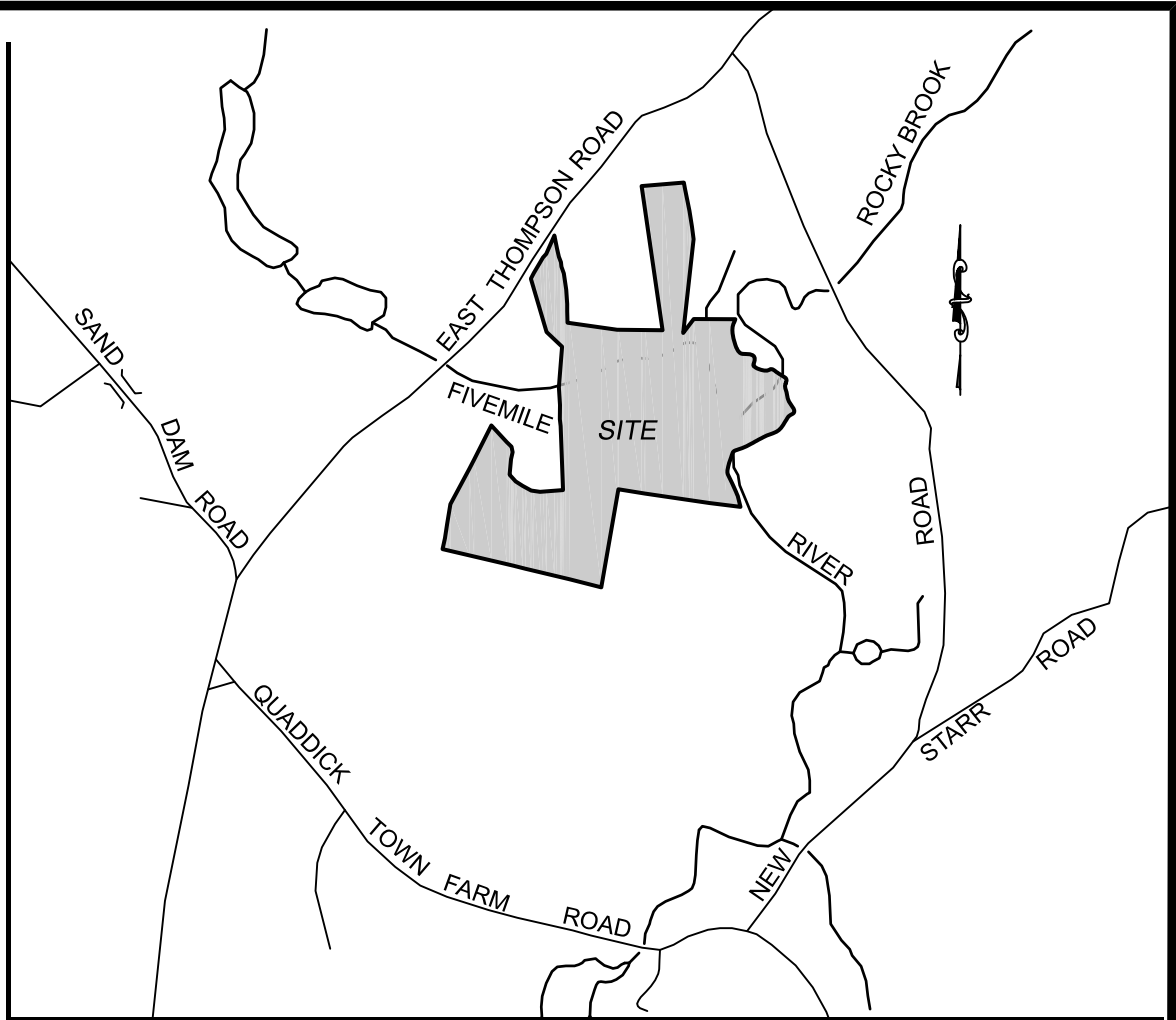 ROCKY BROOK
EAST THOMPSON ROAD
SAND DAM ROAD
FIVEMILE RIVER
SITE
NEW ROAD
STARR ROAD
QUADDICK TOWN FARM ROAD